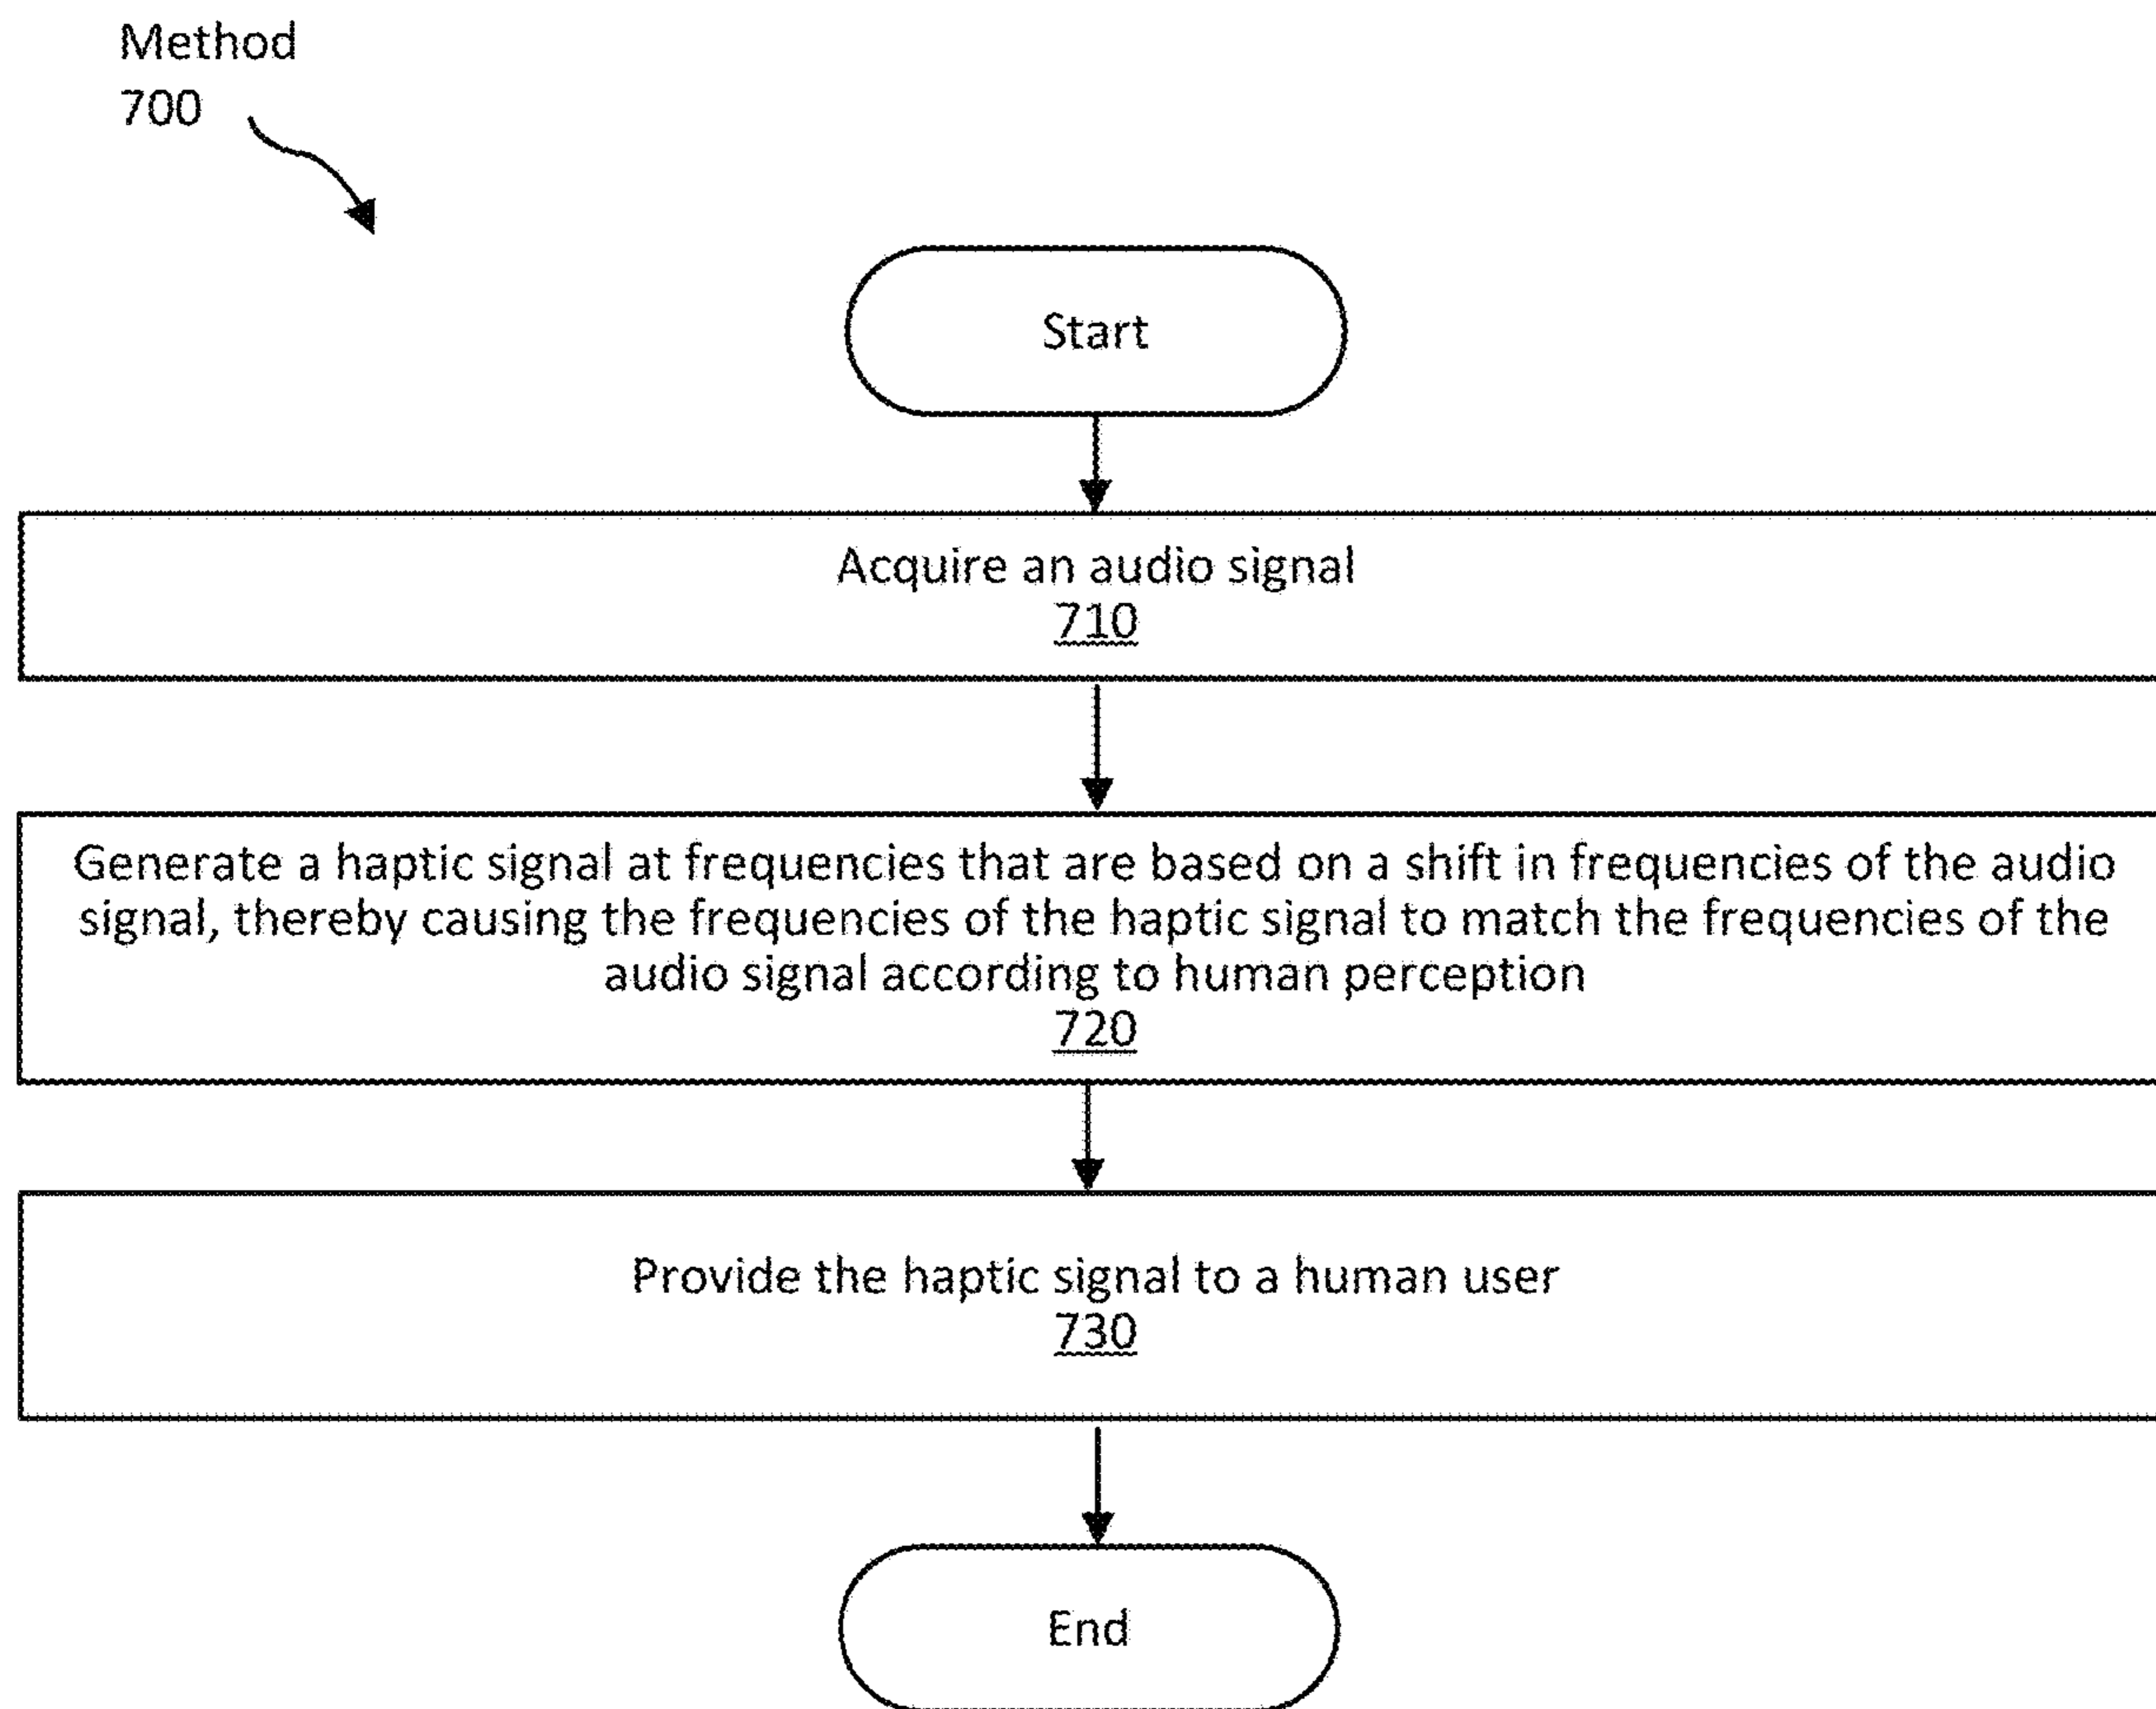 Method
700
Start
Acquire an audio signal
710
Generate a haptic signal at frequencies that are based on a shift in frequencies of the audio
signal, thereby causing the frequencies of the haptic signal to match the frequencies of the
audio signal according to human perception
720
Provide the haptic signal to a human user
730
End